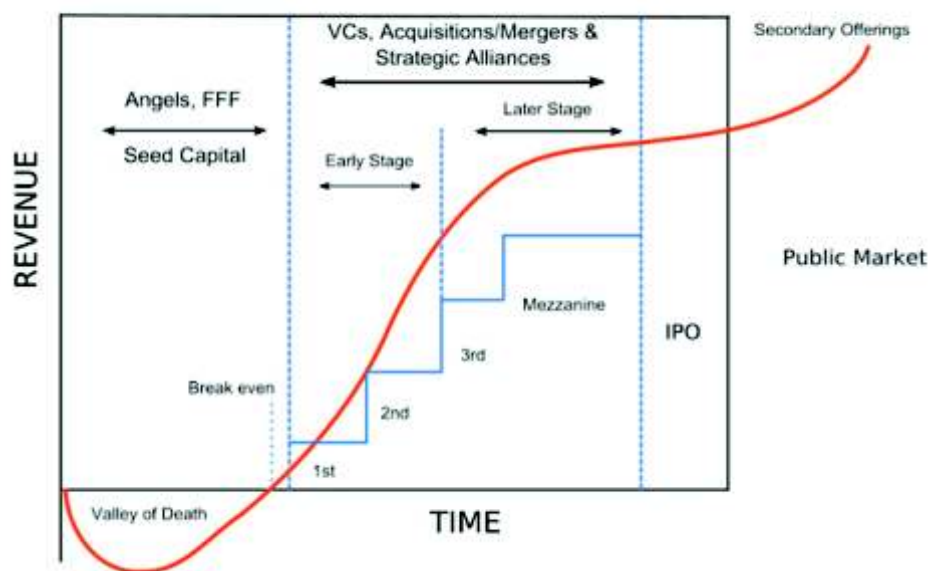 VCs, Acquisitions/Mergers &
Strategic Alliances
Secondary Offerings
Angels, FFF
Seed Capital
Later Stage
Early Stage
REVENUE
Public Market
Mezzanine
IPO
3rd
Break even
2nd
1st
Valley of Death
TIME